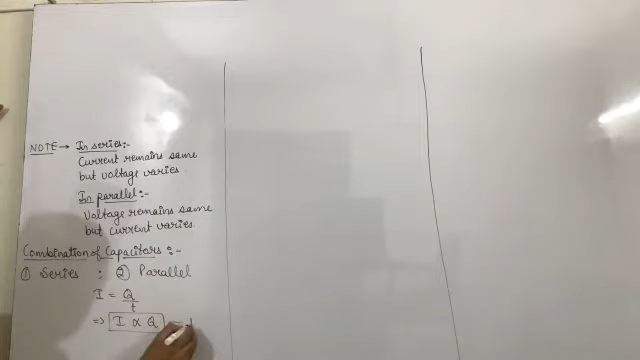 NOTE → In series:-
Current remains same
but voltage varies
In parallel:-
Voltage remains same
but current varies.
Combination of Capacitors :-
① Series : ② Parallel
I = Q/t
⇒ I ∝ Q